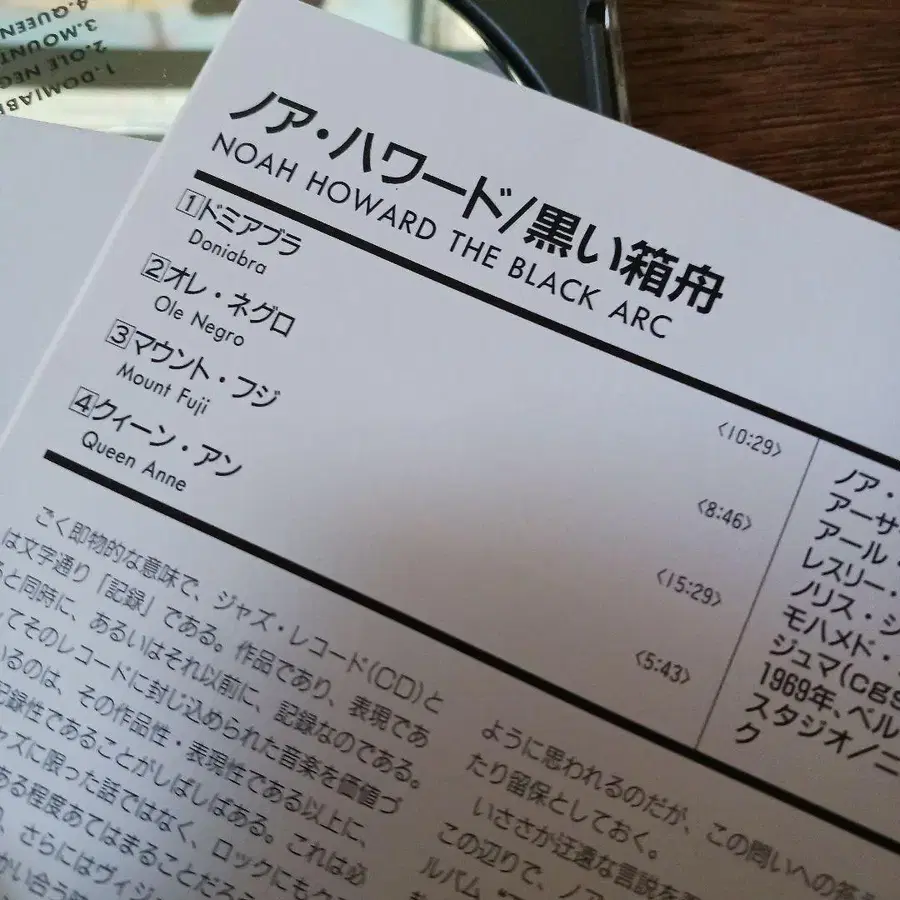 4.QUEEN
3.MOUNT
2.OLE NEG
1.DOMIABR
ノア・ハワード/黒い箱舟
NOAH HOWARD THE BLACK ARC
1ドミアブラ
Doniabra
<10:29>
2オレ・ネグロ
Ole Negro
<8:46>
3マウント・フジ
Mount Fuji
<15:29>
4クィーン・アン
Queen Anne
<5:43>
ノア・
アーサ
アール・
レスリー・
ノリス・シ
モハメド・
ジュマ(cgs
1969年、ベル
スタジオ/ニ
ク
ごく即物的な意味で、ジャズ・レコード(CD)と
は文字通り「記録」である。作品であり、表現であ
ると同時に、あるいはそれ以前に、記録なのである。
てそのレコードに封じ込められた音楽を価値づ
いるのは、その作品性・表現性である以上に、
記録性であることがしばしばある。これは必
ャズに限った話ではなく、ロックにもク
ある程度あてはまることだろ
、さらにはヴィジ
かい合う
ように思われるのだが、この問いへの答え
たり留保としておく。
いささか迂遠な言説を
この辺りで、ノア
ルバム